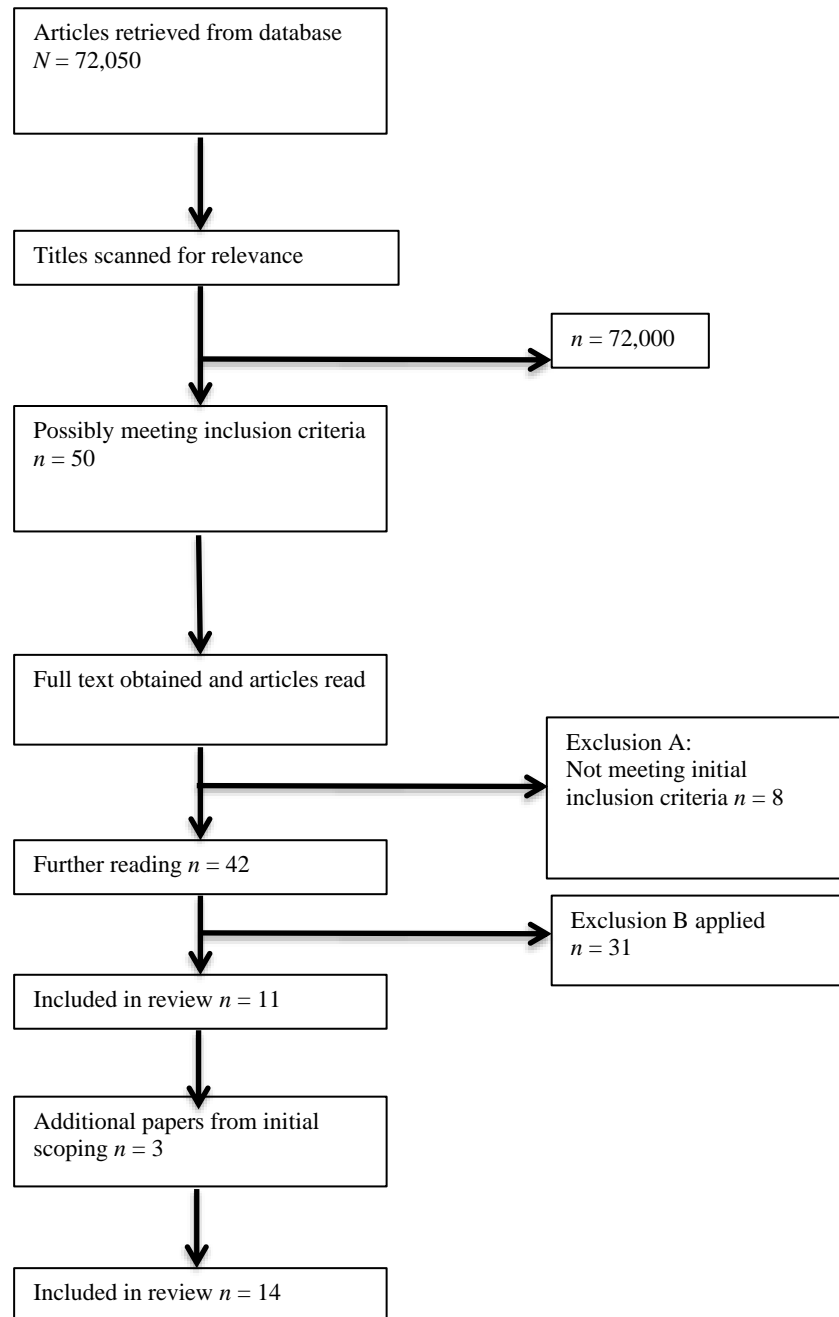 Articles retrieved from database
N = 72,050
Titles scanned for relevance
n = 72,000
Possibly meeting inclusion criteria
n = 50
Full text obtained and articles read
Exclusion A:
Not meeting initial
inclusion criteria n = 8
Further reading n = 42
Exclusion B applied
n = 31
Included in review n = 11
Additional papers from initial
scoping n = 3
Included in review n = 14